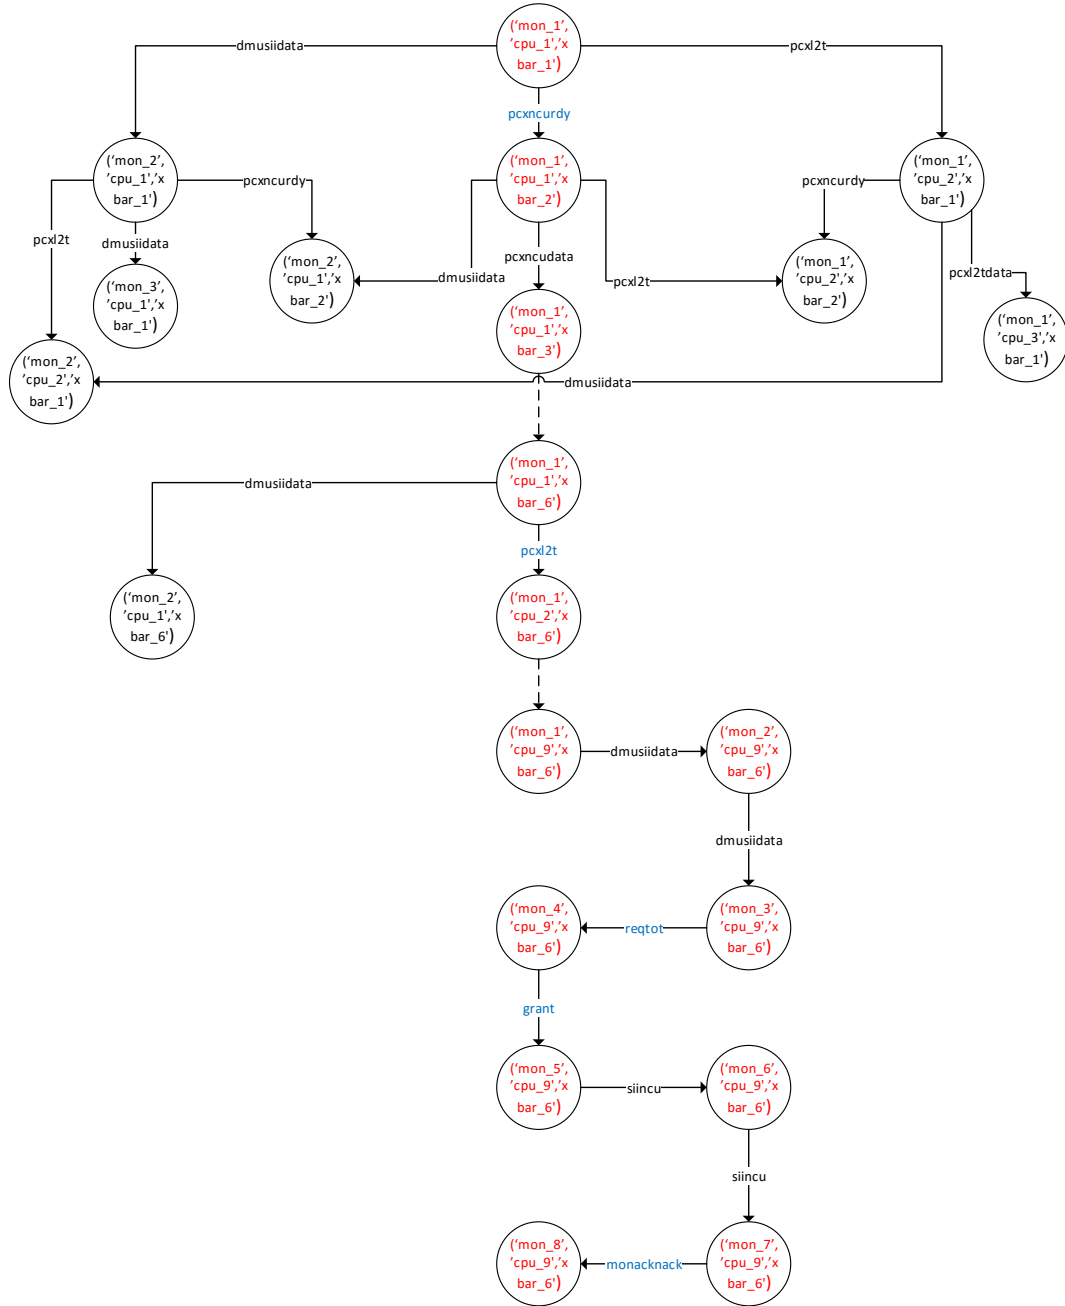 ('mon_1',
'cpu_1','x
bar_1')
dmusiidata
pcxl2t
pcxncurdy
('mon_2',
'cpu_1','x
bar_1')
('mon_1',
'cpu_1','x
bar_2')
('mon_1',
'cpu_2','x
bar_1')
pcxncurdy
pcxncurdy
pcxl2t
dmusiidata
pcxncudata
dmusiidata
pcxl2t
pcxl2tdata
('mon_3',
'cpu_1','x
bar_1')
('mon_2',
'cpu_1','x
bar_2')
('mon_1',
'cpu_2','x
bar_2')
('mon_1',
'cpu_1','x
bar_3')
('mon_1',
'cpu_3','x
bar_1')
('mon_2',
'cpu_2','x
bar_1')
dmusiidata
('mon_1',
'cpu_1','x
bar_6')
dmusiidata
pcxl2t
('mon_2',
'cpu_1','x
bar_6')
('mon_1',
'cpu_2','x
bar_6')
('mon_1',
'cpu_9','x
bar_6')
dmusiidata
('mon_2',
'cpu_9','x
bar_6')
dmusiidata
('mon_4',
'cpu_9','x
bar_6')
reqtot
('mon_3',
'cpu_9','x
bar_6')
grant
('mon_5',
'cpu_9','x
bar_6')
siincu
('mon_6',
'cpu_9','x
bar_6')
siincu
('mon_8',
'cpu_9','x
bar_6')
monacknack
('mon_7',
'cpu_9','x
bar_6')